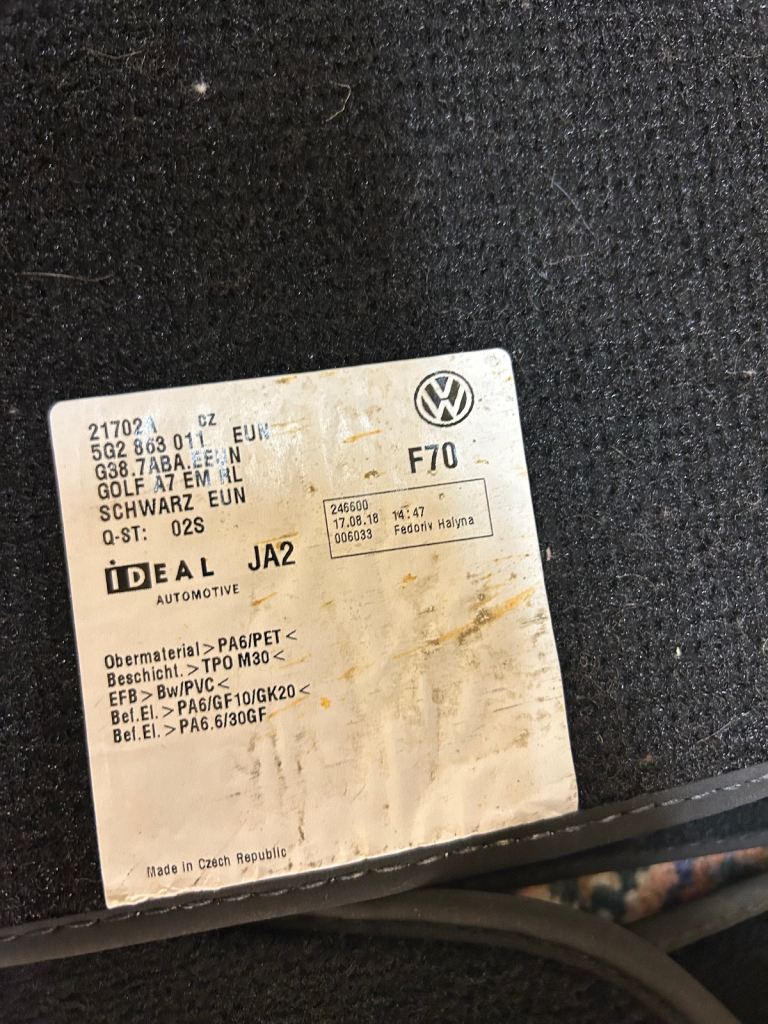 21702A CZ
5G2 863 011 EUN
G38.7ABA.EEUN
GOLF A7 EM RL
SCHWARZ EUN
Q-ST: 02S
VW
F70
246600
17.08.18 14:47
006033 Fedoriv Halyna
IDEAL JA2
AUTOMOTIVE
Obermaterial>PA6/PET<
Beschicht.>TPO M30<
EFB>Bw/PVC<
Bef.El.>PA6/GF10/GK20<
Bef.El.>PA6.6/30GF
Made in Czech Republic